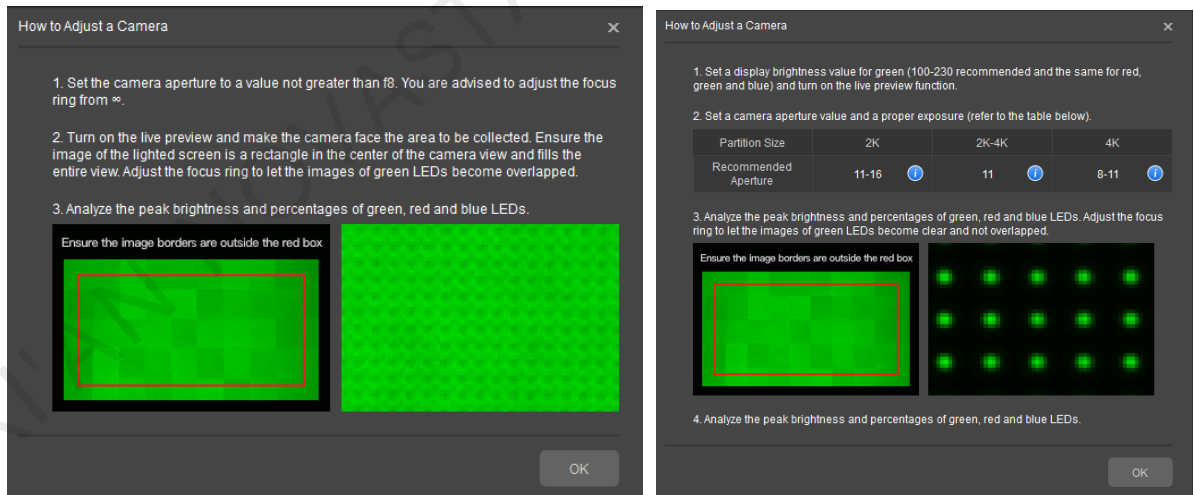 How to Adjust a Camera
1. Set the camera aperture to a value not greater than f8. You are advised to adjust the focus
ring from ∞.
2. Turn on the live preview and make the camera face the area to be collected. Ensure the
image of the lighted screen is a rectangle in the center of the camera view and fills the
entire view. Adjust the focus ring to let the images of green LEDs become overlapped.
3. Analyze the peak brightness and percentages of green, red and blue LEDs.
Ensure the image borders are outside the red box
OK
How to Adjust a Camera
1. Set a display brightness value for green (100-230 recommended and the same for red,
green and blue) and turn on the live preview function.
2. Set a camera aperture value and a proper exposure (refer to the table below).
Partition Size 2K 2K-4K 4K
Recommended
Aperture 11-16 11 8-11
3. Analyze the peak brightness and percentages of green, red and blue LEDs. Adjust the focus
ring to let the images of green LEDs become clear and not overlapped.
Ensure the image borders are outside the red box
4. Analyze the peak brightness and percentages of green, red and blue LEDs.
OK